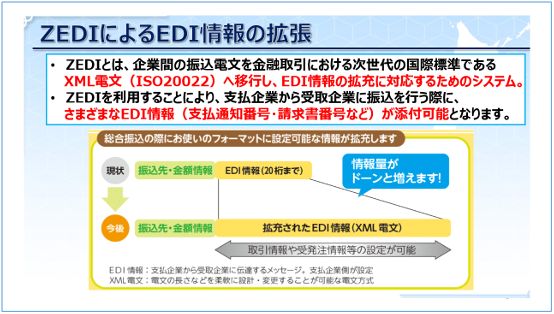 ZEDIによるEDI情報の拡張
• ZEDIとは、企業間の振込電文を金融取引における次世代の国際標準である
XML電文（ISO20022）へ移行し、EDI情報の拡充に対応するためのシステム。
• ZEDIを利用することにより、支払企業から受取企業に振込を行う際に、
さまざまなEDI情報（支払通知番号・請求書番号など）が添付可能となります。
総合振込の際にお使いのフォーマットに設定可能な情報が拡充します
現状 振込先・金額情報 EDI情報(20桁まで)
情報量が
ドーンと増えます!
今後 振込先・金額情報 拡充されたEDI情報(XML電文)
取引情報や受発注情報等の設定が可能
EDI情報：支払企業から受取企業に伝達するメッセージ。支払企業側が設定
XML電文：電文の長さなどを柔軟に設計・変更することが可能な電文方式